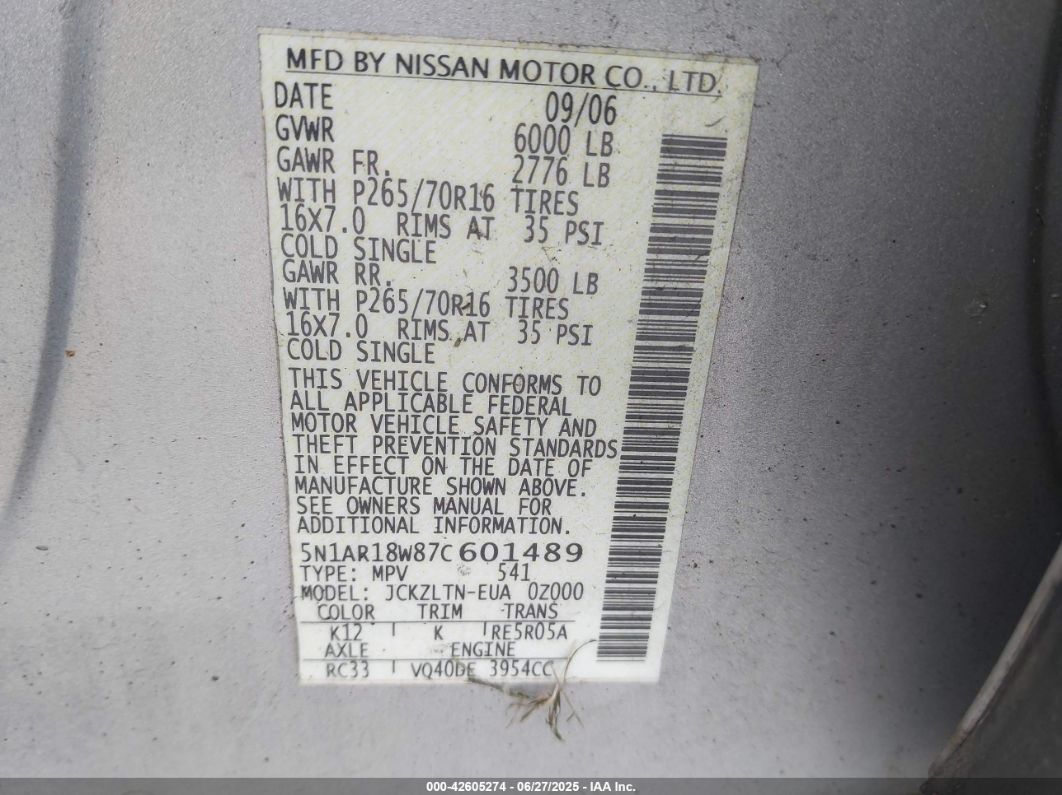 MFD BY NISSAN MOTOR CO., LTD.
DATE 09/06
GVWR 6000 LB
GAWR FR. 2776 LB
WITH P265/70R16 TIRES
16X7.0 RIMS AT 35 PSI
COLD SINGLE
GAWR RR. 3500 LB
WITH P265/70R16 TIRES
16X7.0 RIMS AT 35 PSI
COLD SINGLE
THIS VEHICLE CONFORMS TO
ALL APPLICABLE FEDERAL
MOTOR VEHICLE SAFETY AND
THEFT PREVENTION STANDARDS
IN EFFECT ON THE DATE OF
MANUFACTURE SHOWN ABOVE.
SEE OWNERS MANUAL FOR
ADDITIONAL INFORMATION.
5N1AR18W87C601489
TYPE: MPV 541
MODEL: JCKZLTN-EUA 0Z000
COLOR TRIM TRANS
K12 K RE5R05A
AXLE ENGINE
RC33 VQ40DE 3954CC
000-42605274 - 06/27/2025 - IAA Inc.